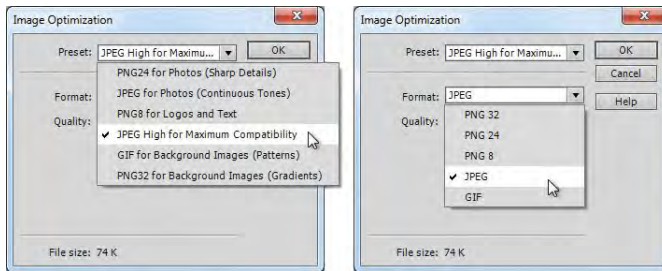 Image Optimization
Preset: JPEG High for Maximu... OK
PNG24 for Photos (Sharp Details)
Format: JPEG for Photos (Continuous Tones)
PNG8 for Logos and Text
Quality: JPEG High for Maximum Compatibility
GIF for Background Images (Patterns)
PNG32 for Background Images (Gradients)
File size: 74 K
Image Optimization
Preset: JPEG High for Maximu... OK
Cancel
Format: JPEG Help
Quality: PNG 32
PNG 24
PNG 8
JPEG
GIF
File size: 74 K